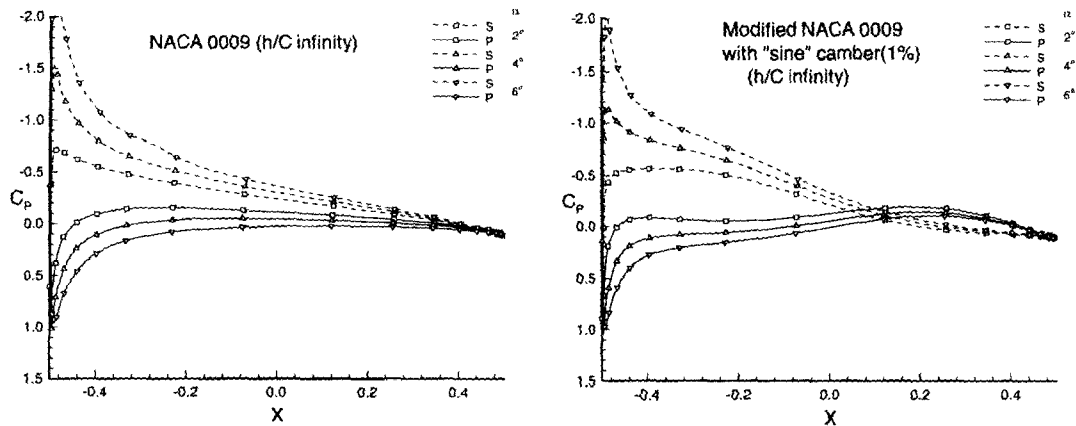 NACA 0009 (h/C infinity)
α
S
P 2°
S
P 4°
S
P 6°
-2.0
-1.5
-1.0
-0.5
Cp
0.0
0.5
1.0
1.5
-0.4
-0.2
0.0
0.2
0.4
X
Modified NACA 0009
with "sine" camber(1%)
(h/C infinity)
α
S
P 2°
S
P 4°
S
P 6°
-2.0
-1.5
-1.0
-0.5
Cp
0.0
0.5
1.0
1.5
-0.4
-0.2
0.0
0.2
0.4
X